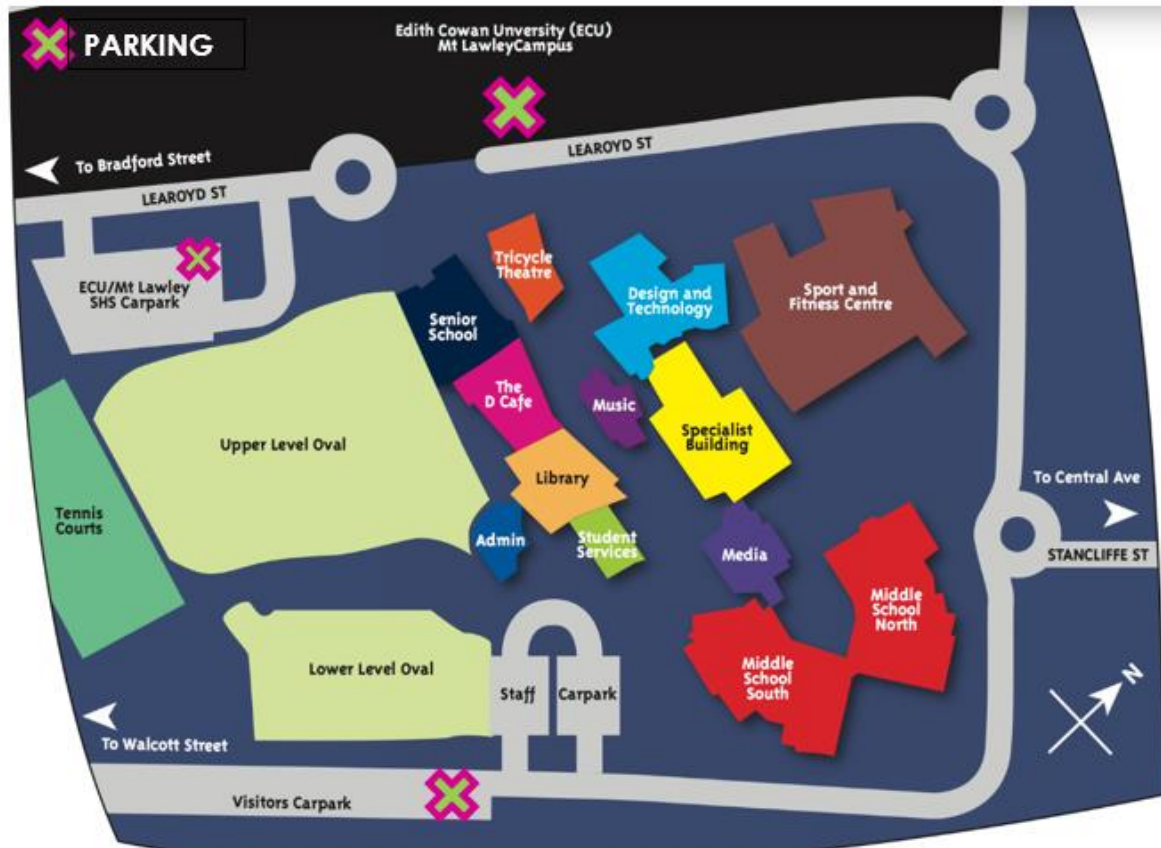 PARKING
Edith Cowan Unversity (ECU)
Mt LawleyCampus
LEAROYD ST
To Bradford Street
LEAROYD ST
ECU/Mt Lawley
SHS Carpark
Tricycle
Theatre
Senior
School
Design and
Technology
Sport and
Fitness Centre
The
D Cafe
Music
Upper Level Oval
Specialist
Building
Library
To Central Ave
Tennis
Courts
Admin
Student
Services
Media
STANCLIFFE ST
Middle
School
North
Lower Level Oval
Staff
Carpark
Middle
School
South
N
To Walcott Street
Visitors Carpark